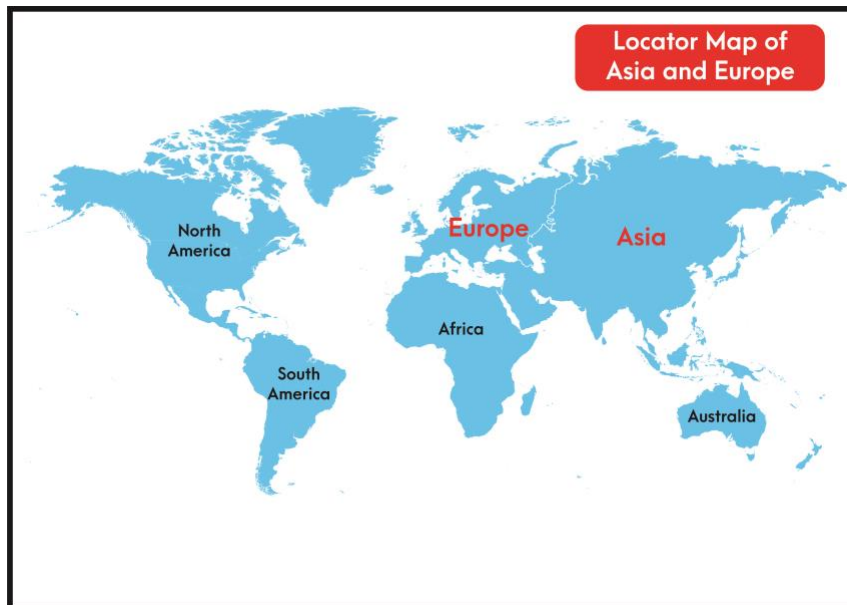 Locator Map of
Asia and Europe
North
America
Europe
Asia
Africa
South
America
Australia